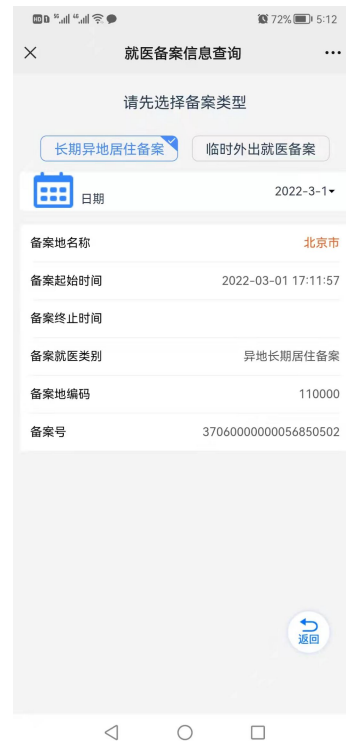 HD 5G 4G 72% 5:12
就医备案信息查询
请先选择备案类型
长期异地居住备案 临时外出就医备案
日期 2022-3-1
备案地名称 北京市
备案起始时间 2022-03-01 17:11:57
备案终止时间
备案就医类别 异地长期居住备案
备案地编码 110000
备案号 37060000000056850502
返回